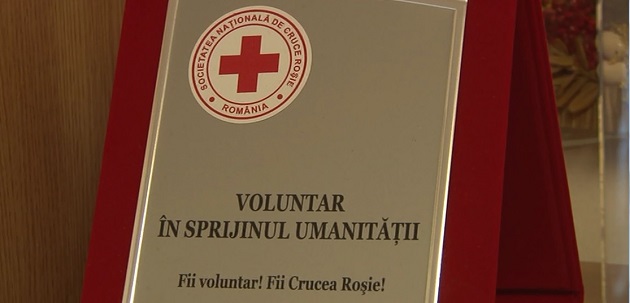 SOCIETATEA NAȚIONALĂ DE CRUCE ROȘIE
ROMÂNIA
VOLUNTAR
ÎN SPRIJINUL UMANITĂȚII
Fii voluntar! Fii Crucea Roșie!